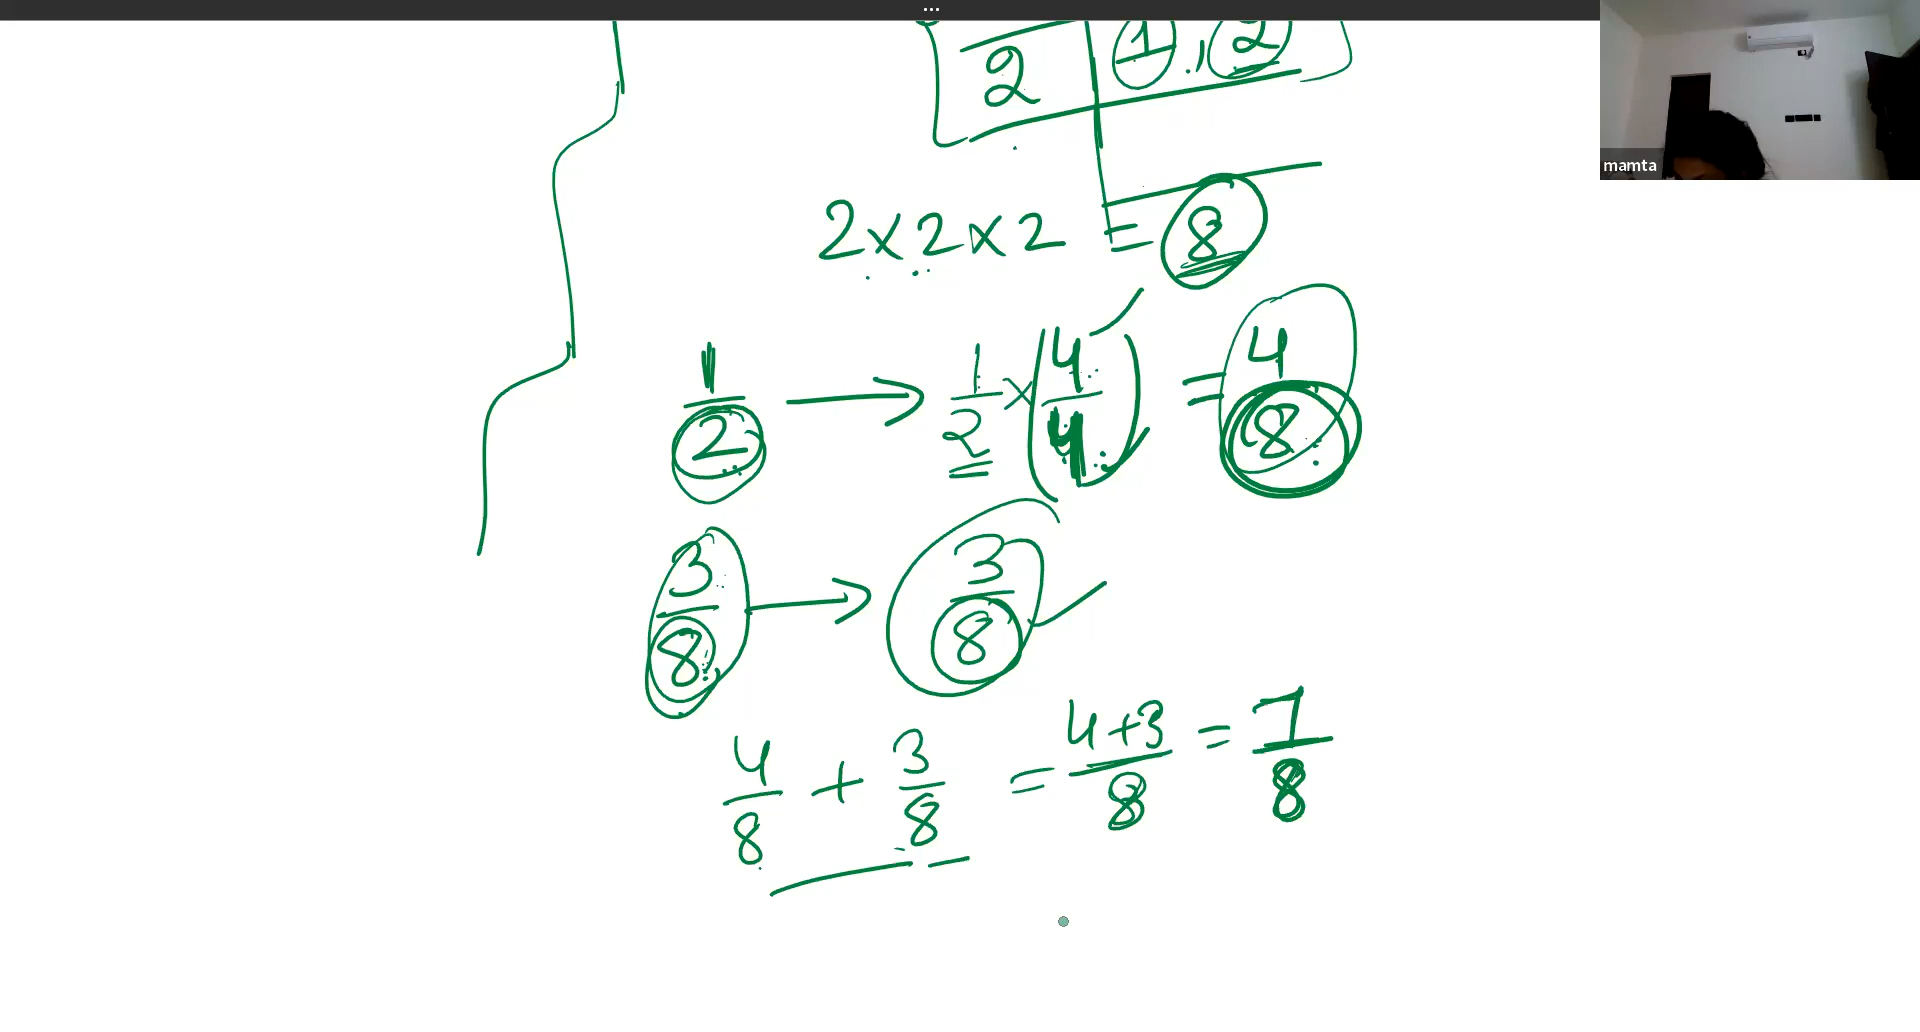 ...
mamta
2 | 1, 2
2 x 2 x 2 = 8
1/2 → 1/2 x (4/4) = 4/8
3/8 → 3/8
4/8 + 3/8 = 4+3/8 = 7/8